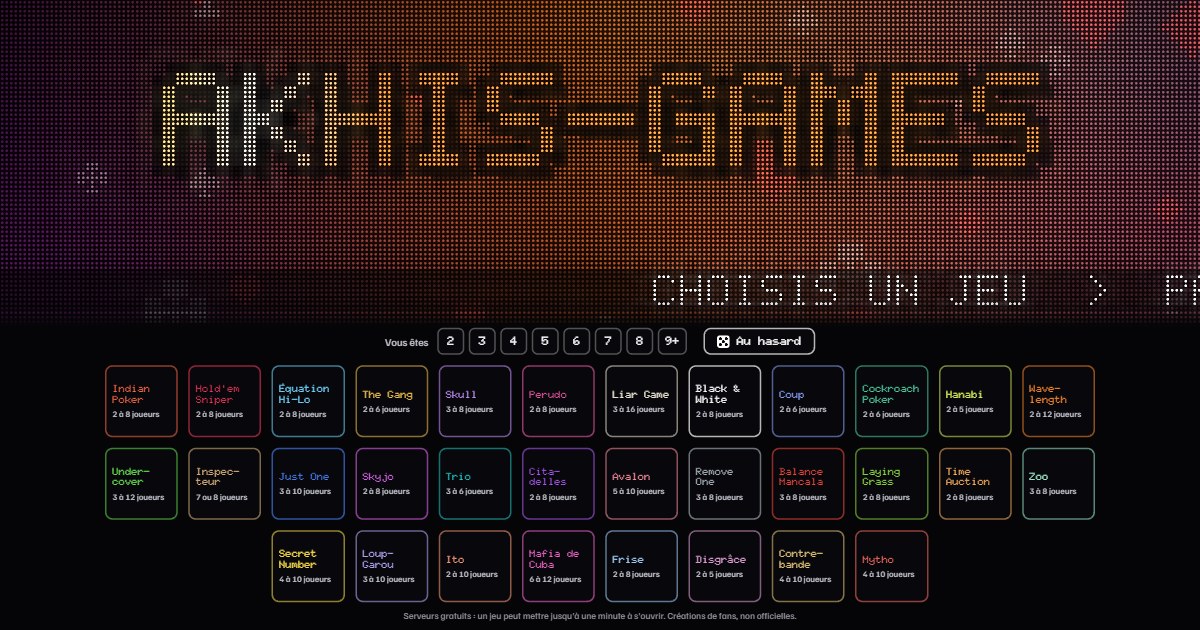 AKHIS-GAMES
CHOISIS UN JEU >
Vous êtes 2 3 4 5 6 7 8 9+ Au hasard
Indian
Poker
2 à 8 joueurs
Hold'em
Sniper
2 à 8 joueurs
Équation
Hi-Lo
2 à 8 joueurs
The Gang
2 à 6 joueurs
Skull
3 à 8 joueurs
Perudo
2 à 8 joueurs
Liar Game
3 à 16 joueurs
Black &
White
2 à 8 joueurs
Coup
2 à 6 joueurs
Cockroach
Poker
2 à 6 joueurs
Hanabi
2 à 5 joueurs
Wave-
length
2 à 12 joueurs
Under-
cover
3 à 12 joueurs
Inspec-
teur
7 ou 8 joueurs
Just One
3 à 10 joueurs
Skyjo
2 à 8 joueurs
Trio
3 à 6 joueurs
Cita-
delles
2 à 8 joueurs
Avalon
5 à 10 joueurs
Remove
One
3 à 8 joueurs
Balance
Mancala
3 à 8 joueurs
Laying
Grass
2 à 8 joueurs
Time
Auction
2 à 8 joueurs
Zoo
3 à 8 joueurs
Secret
Number
4 à 10 joueurs
Loup-
Garou
3 à 10 joueurs
Ito
2 à 10 joueurs
Mafia de
Cuba
6 à 12 joueurs
Frise
2 à 8 joueurs
Disgrâce
2 à 5 joueurs
Contre-
bande
4 à 10 joueurs
Mytho
4 à 10 joueurs
Serveurs gratuits : un jeu peut mettre jusqu'à une minute à s'ouvrir. Créations de fans, non officielles.